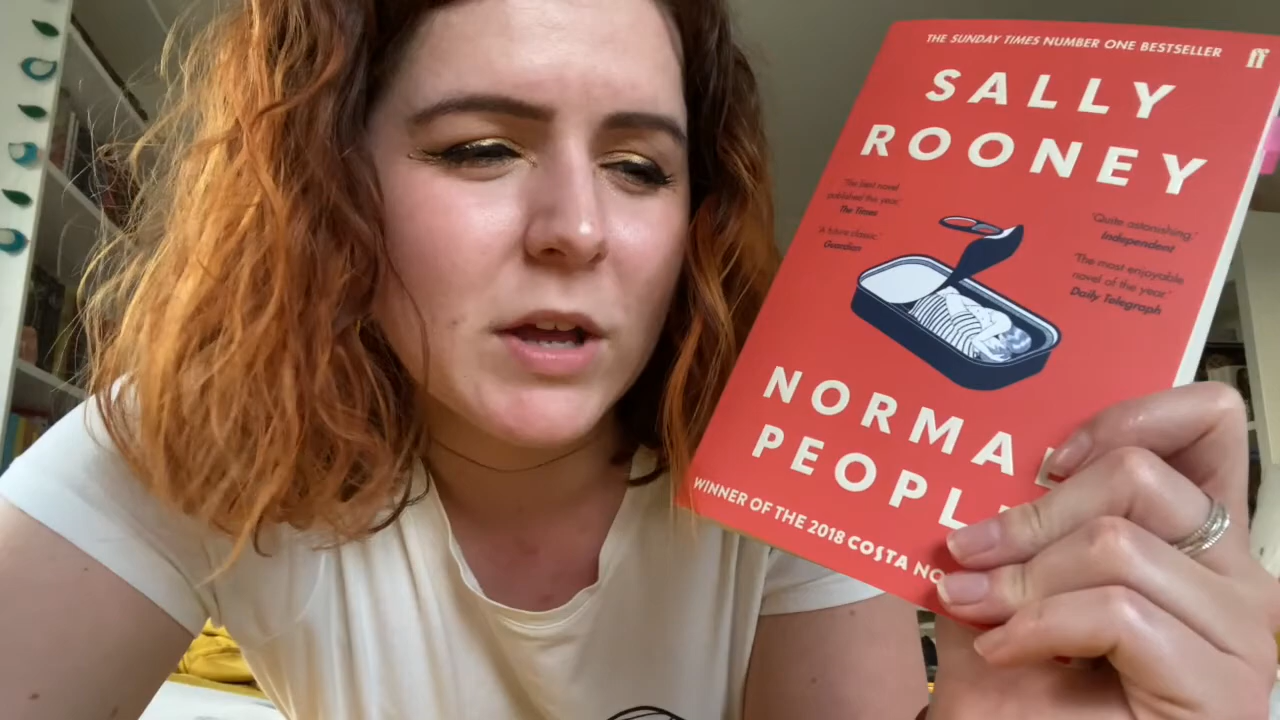 THE SUNDAY TIMES NUMBER ONE BESTSELLER
ff
SALLY
ROONEY
'The best novel
published this year.'
The Times
'A future classic.'
Guardian
'Quite astonishing.'
Independent
'The most enjoyable
novel of the year.'
Daily Telegraph
NORMA
PEOPL
WINNER OF THE 2018 COSTA NO